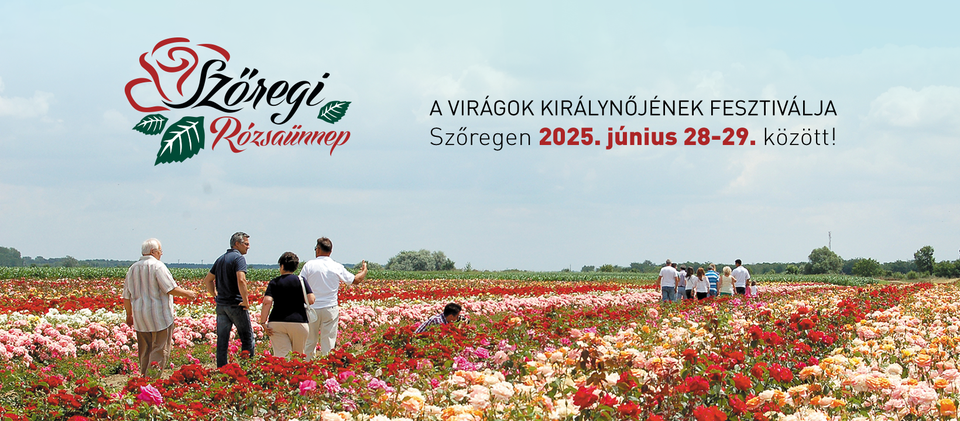 Szőregi
Rózsaünnep
A VIRÁGOK KIRÁLYNŐJÉNEK FESZTIVÁLJA
Szőregen 2025. június 28-29. között!